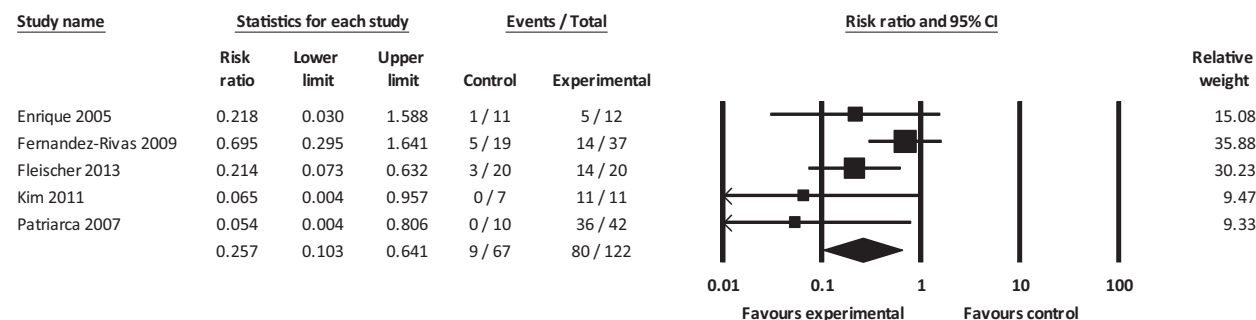 Study name Statistics for each study Events / Total Risk ratio and 95% CI
Risk Lower Upper Relative
ratio limit limit Control Experimental weight
Enrique 2005 0.218 0.030 1.588 1 / 11 5 / 12 15.08
Fernandez-Rivas 2009 0.695 0.295 1.641 5 / 19 14 / 37 35.88
Fleischer 2013 0.214 0.073 0.632 3 / 20 14 / 20 30.23
Kim 2011 0.065 0.004 0.957 0 / 7 11 / 11 9.47
Patriarca 2007 0.054 0.004 0.806 0 / 10 36 / 42 9.33
0.257 0.103 0.641 9 / 67 80 / 122
0.01 0.1 1 10 100
Favours experimental Favours control